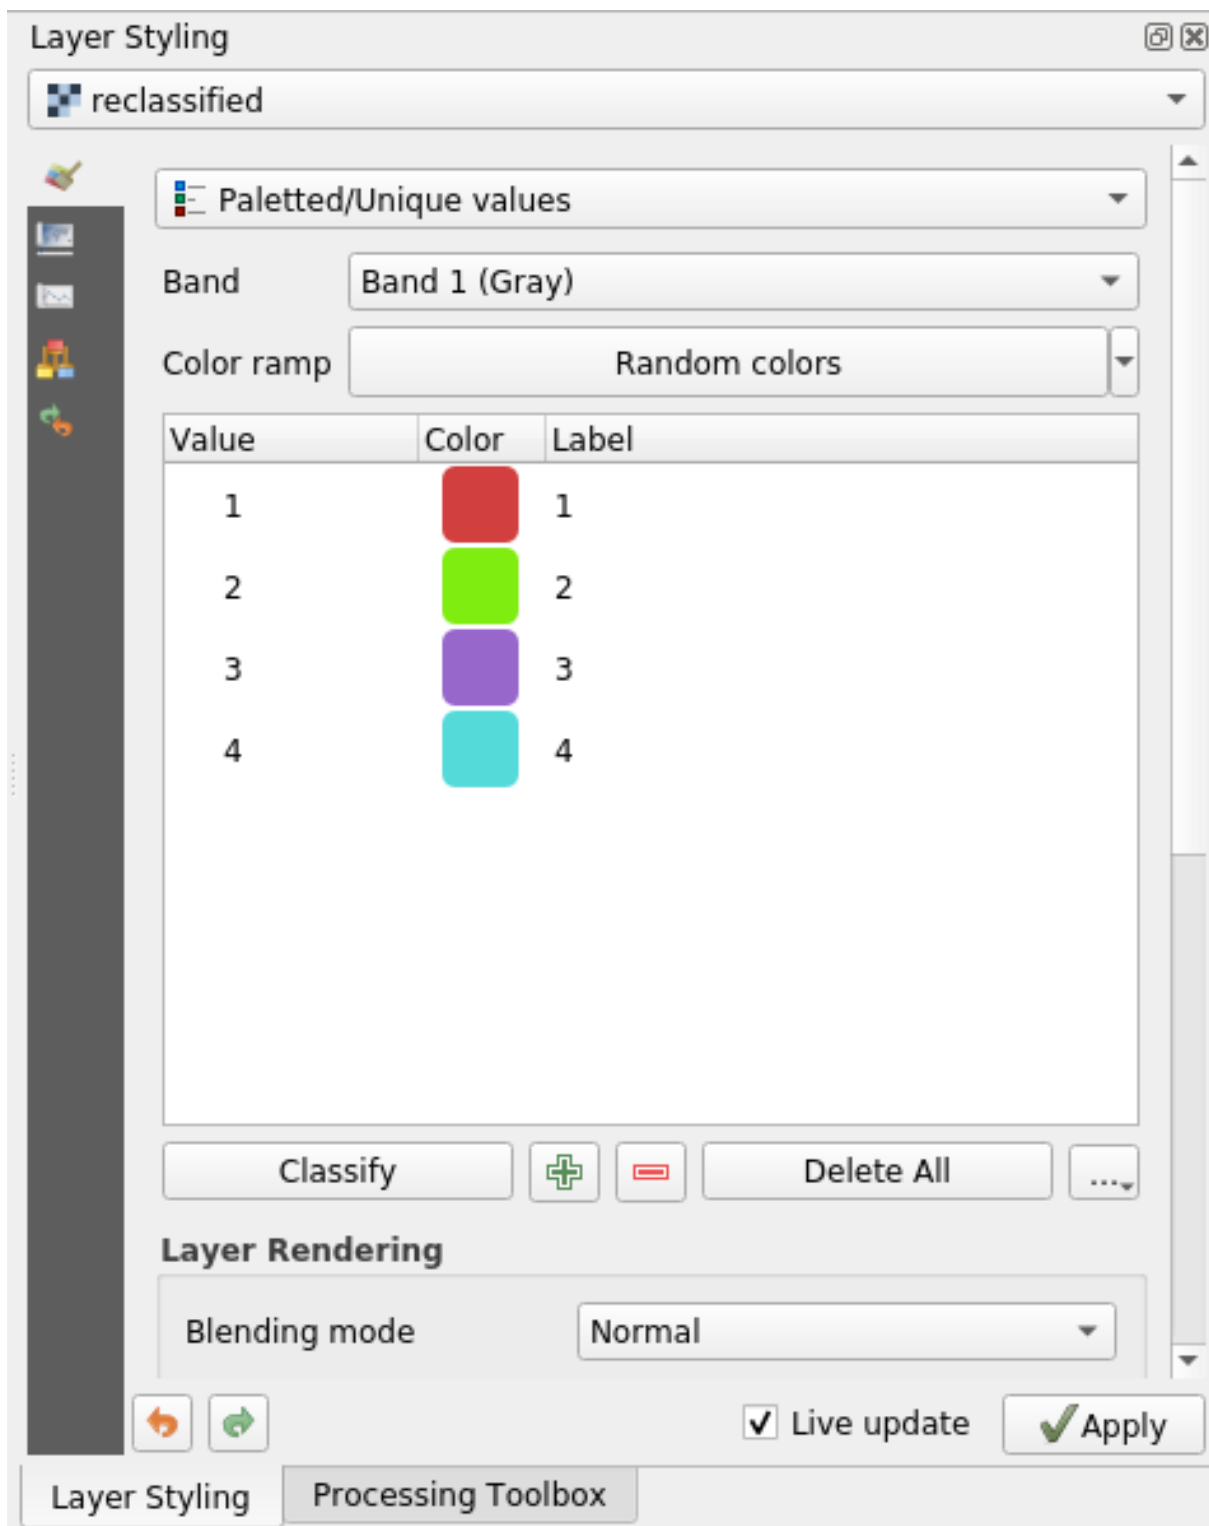 Layer Styling
reclassified
Paletted/Unique values
Band Band 1 (Gray)
Color ramp Random colors
Value Color Label
1 1
2 2
3 3
4 4
Classify Delete All ...
Layer Rendering
Blending mode Normal
Live update Apply
Layer Styling Processing Toolbox